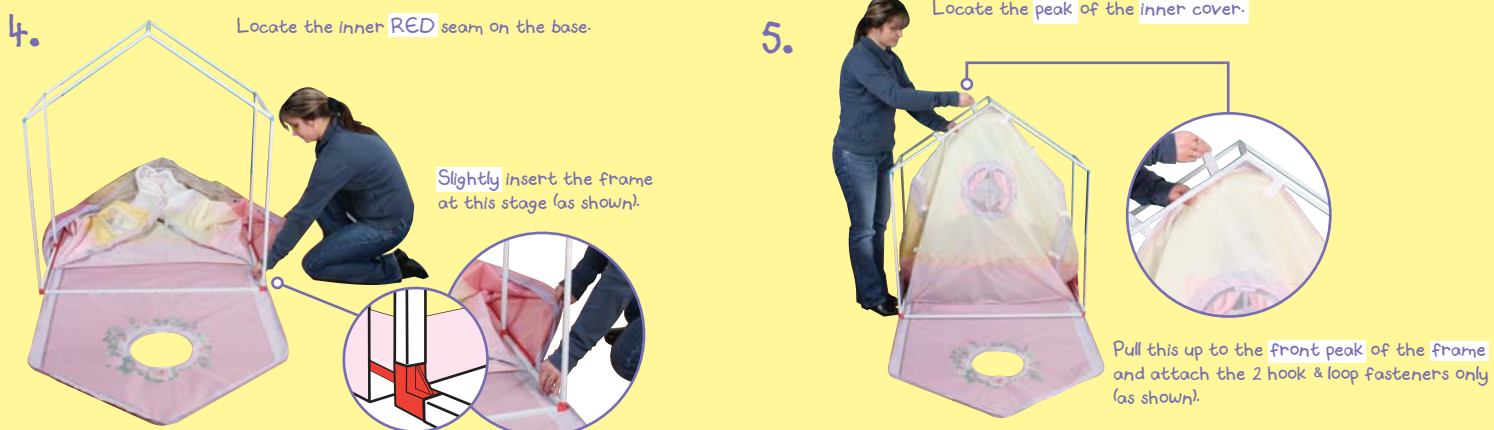 4.
Locate the inner RED seam on the base.
Slightly insert the frame
at this stage (as shown).
5.
Locate the peak of the inner cover.
Pull this up to the front peak of the frame
and attach the 2 hook & loop fasteners only
(as shown).